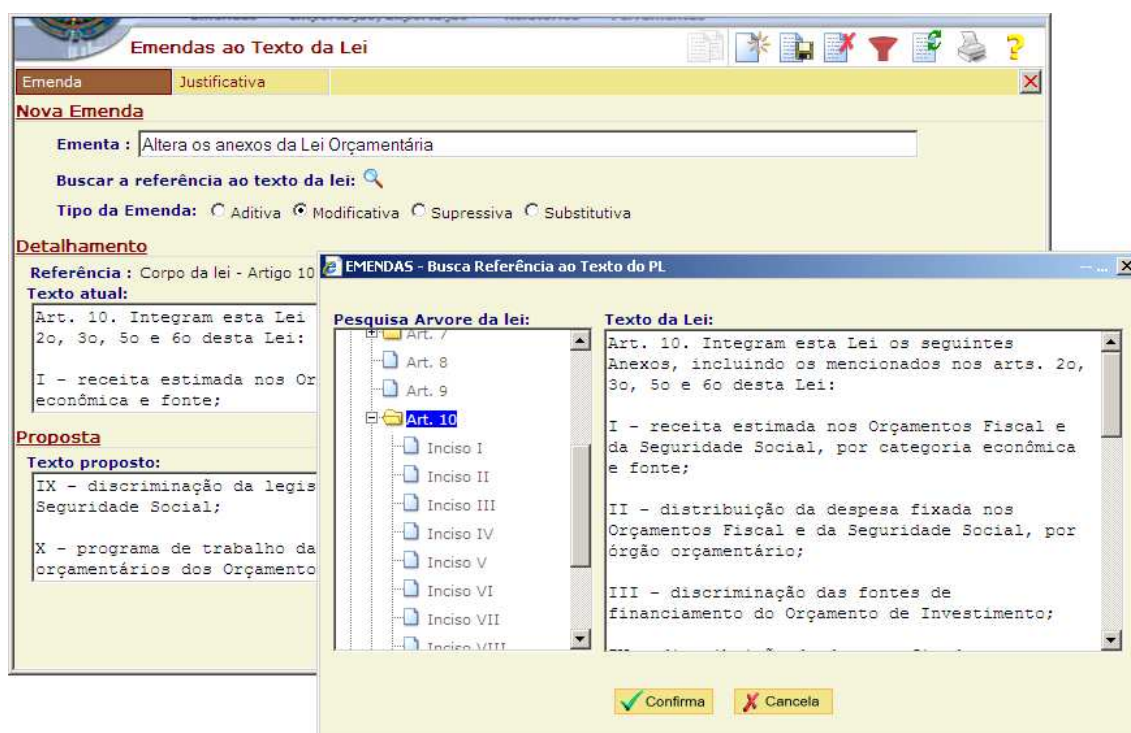 Emendas ao Texto da Lei
Emenda Justificativa
Nova Emenda
Ementa : Altera os anexos da Lei Orçamentária
Buscar a referência ao texto da lei:
Tipo da Emenda: Aditiva Modificativa Supressiva Substitutiva
Detalhamento
Referência : Corpo da lei - Artigo 10
Texto atual:
Art. 10. Integram esta Lei
2o, 3o, 5o e 6o desta Lei:
I - receita estimada nos Or
econômica e fonte;
Proposta
Texto proposto:
IX - discriminação da legis
Seguridade Social;
X - programa de trabalho da
orçamentários dos Orçamento
EMENDAS - Busca Referência ao Texto do PL
Pesquisa Arvore da lei:
Art. 7
Art. 8
Art. 9
Art. 10
Inciso I
Inciso II
Inciso III
Inciso IV
Inciso V
Inciso VI
Inciso VII
Inciso VIII
Texto da Lei:
Art. 10. Integram esta Lei os seguintes
Anexos, incluindo os mencionados nos arts. 2o,
3o, 5o e 6o desta Lei:
I - receita estimada nos Orçamentos Fiscal e
da Seguridade Social, por categoria econômica
e fonte;
II - distribuição da despesa fixada nos
Orçamentos Fiscal e da Seguridade Social, por
órgão orçamentário;
III - discriminação das fontes de
financiamento do Orçamento de Investimento;
Confirma Cancela